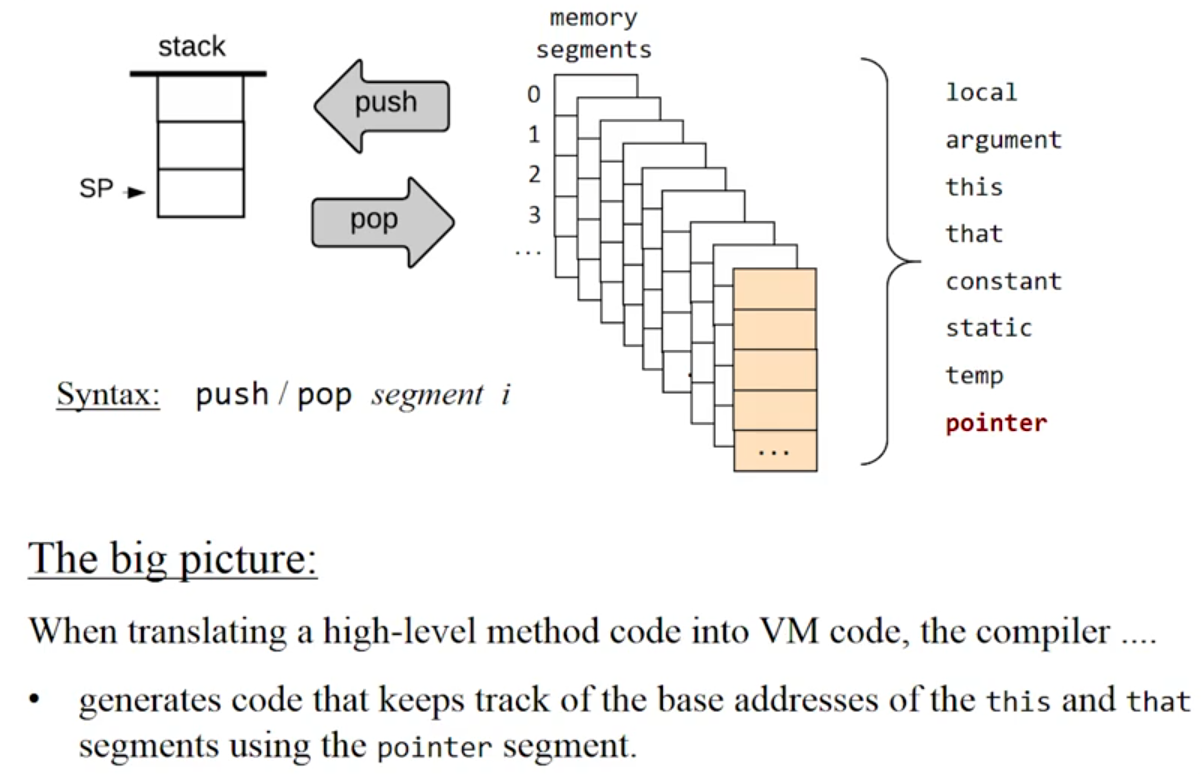 memory
segments
stack
push
pop
SP
0
1
2
3
...
...
local
argument
this
that
constant
static
temp
pointer
Syntax: push / pop segment i
The big picture:
When translating a high-level method code into VM code, the compiler ....
• generates code that keeps track of the base addresses of the this and that
segments using the pointer segment.